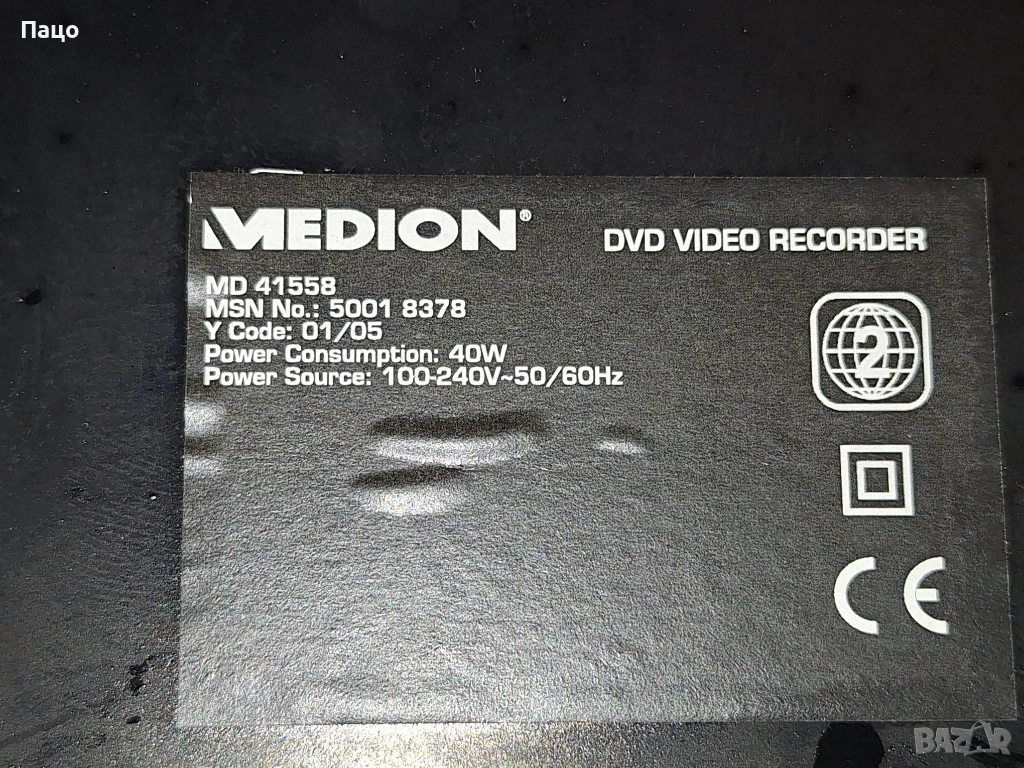 Пацо
MEDION®
DVD VIDEO RECORDER
MD 41558
MSN No.: 5001 8378
Y Code: 01/05
Power Consumption: 40W
Power Source: 100-240V~50/60Hz
2
CE
BAZAR